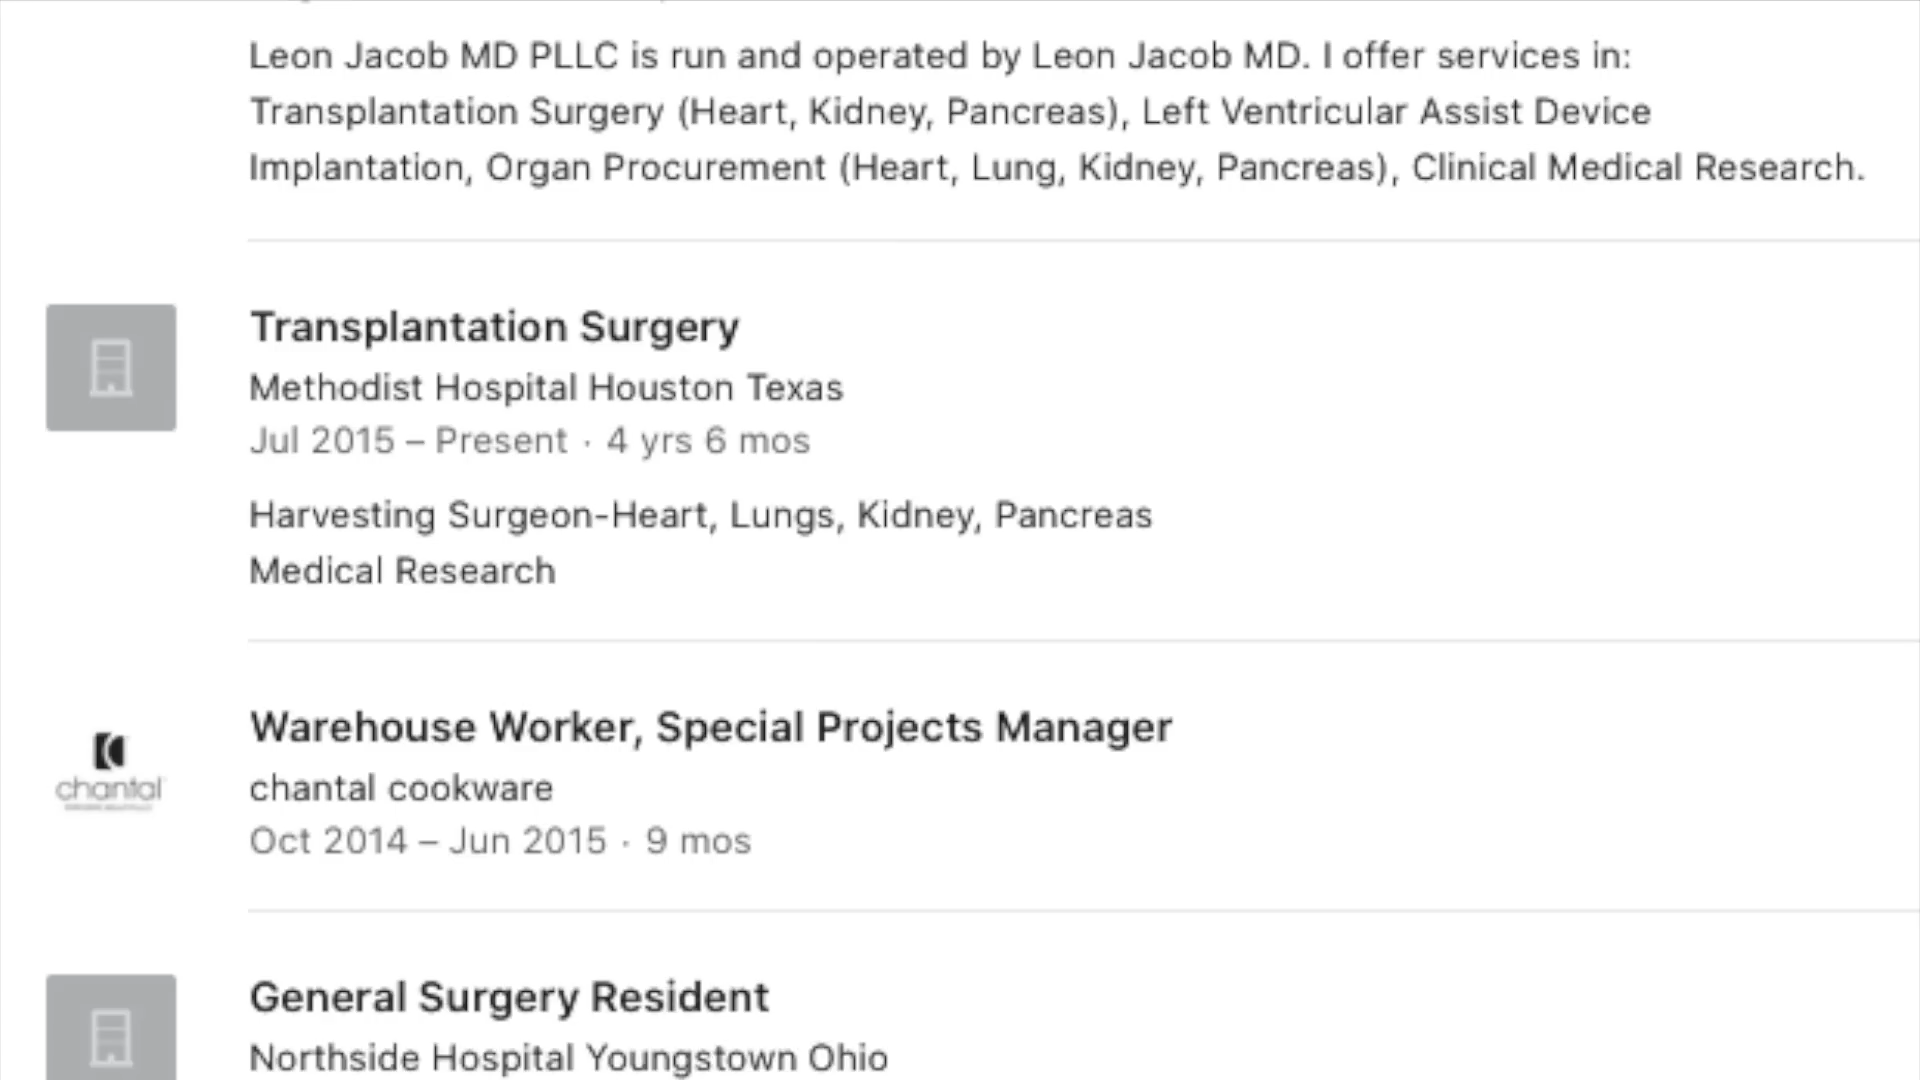 Leon Jacob MD PLLC is run and operated by Leon Jacob MD. I offer services in:
Transplantation Surgery (Heart, Kidney, Pancreas), Left Ventricular Assist Device
Implantation, Organ Procurement (Heart, Lung, Kidney, Pancreas), Clinical Medical Research.
Transplantation Surgery
Methodist Hospital Houston Texas
Jul 2015 – Present · 4 yrs 6 mos
Harvesting Surgeon-Heart, Lungs, Kidney, Pancreas
Medical Research
chantal
Warehouse Worker, Special Projects Manager
chantal cookware
Oct 2014 – Jun 2015 · 9 mos
General Surgery Resident
Northside Hospital Youngstown Ohio